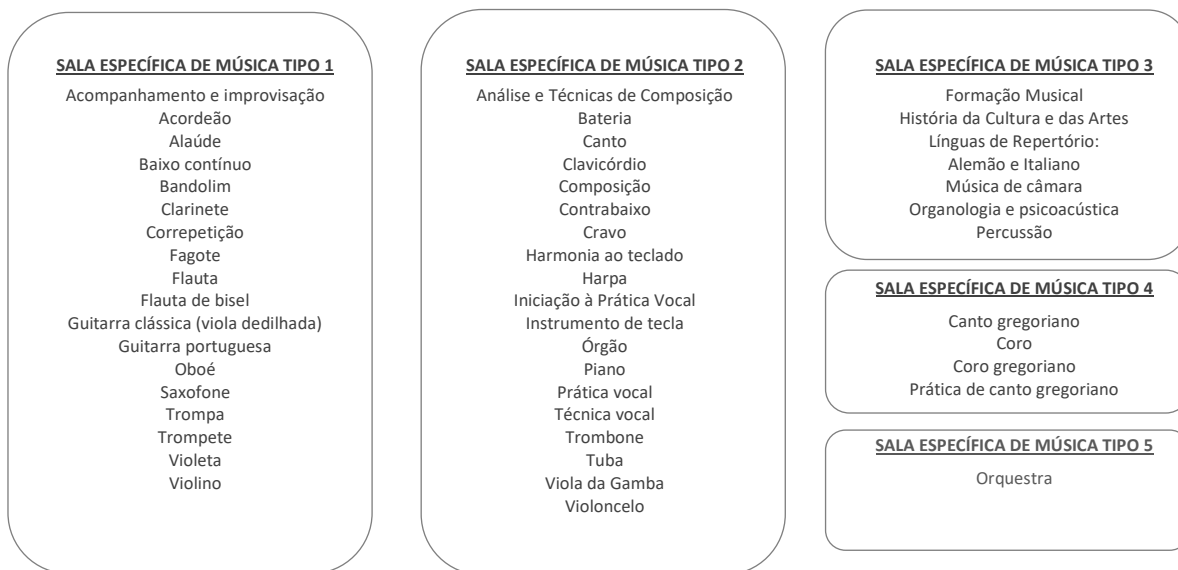 SALA ESPECÍFICA DE MÚSICA TIPO 1
Acompanhamento e improvisação
Acordeão
Alaúde
Baixo contínuo
Bandolim
Clarinete
Correpetição
Fagote
Flauta
Flauta de bisel
Guitarra clássica (viola dedilhada)
Guitarra portuguesa
Oboé
Saxofone
Trompa
Trompete
Violeta
Violino
SALA ESPECÍFICA DE MÚSICA TIPO 2
Análise e Técnicas de Composição
Bateria
Canto
Clavicórdio
Composição
Contrabaixo
Cravo
Harmonia ao teclado
Harpa
Iniciação à Prática Vocal
Instrumento de tecla
Órgão
Piano
Prática vocal
Técnica vocal
Trombone
Tuba
Viola da Gamba
Violoncelo
SALA ESPECÍFICA DE MÚSICA TIPO 3
Formação Musical
História da Cultura e das Artes
Línguas de Repertório:
Alemão e Italiano
Música de câmara
Organologia e psicoacústica
Percussão
SALA ESPECÍFICA DE MÚSICA TIPO 4
Canto gregoriano
Coro
Coro gregoriano
Prática de canto gregoriano
SALA ESPECÍFICA DE MÚSICA TIPO 5
Orquestra